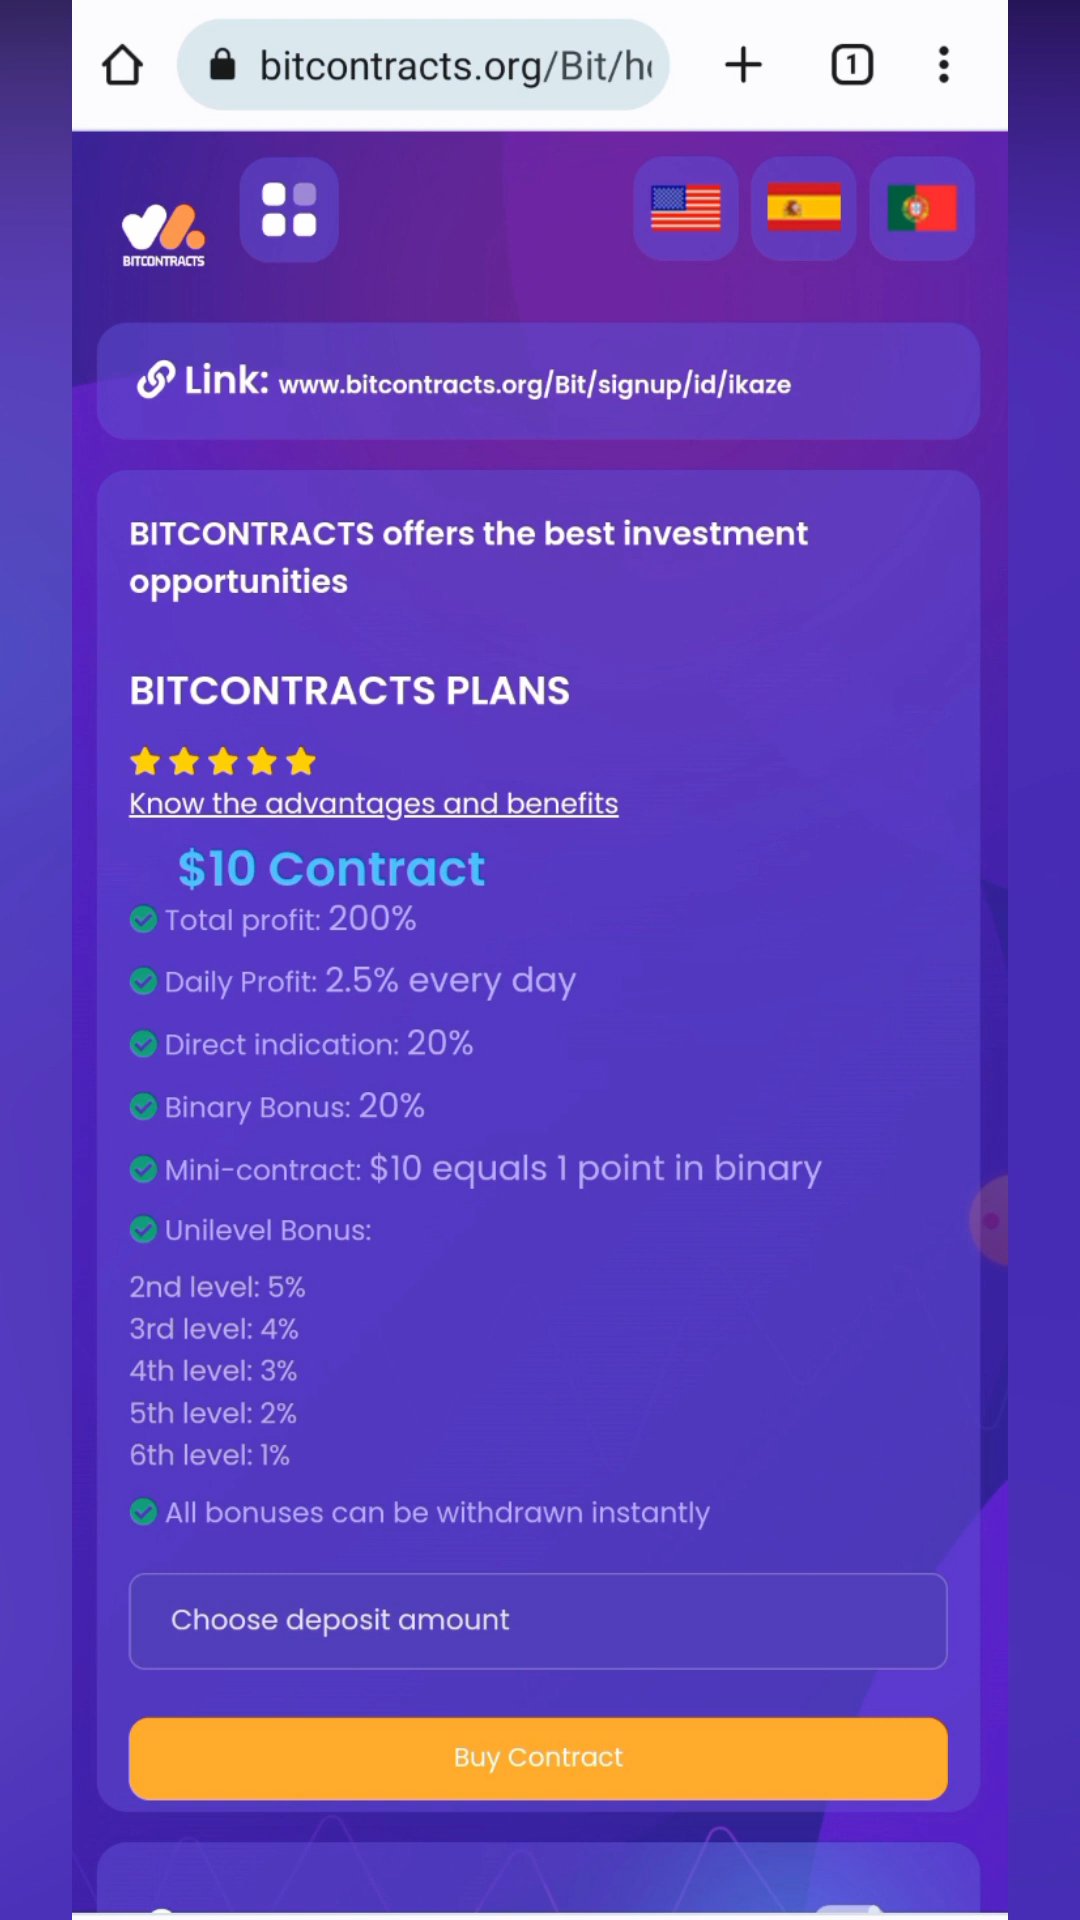 bitcontracts.org/Bit/h
1
BITCONTRACTS
Link: www.bitcontracts.org/Bit/signup/id/ikaze
BITCONTRACTS offers the best investment
opportunities
BITCONTRACTS PLANS
Know the advantages and benefits
$10 Contract
Total profit: 200%
Daily Profit: 2.5% every day
Direct indication: 20%
Binary Bonus: 20%
Mini-contract: $10 equals 1 point in binary
Unilevel Bonus:
2nd level: 5%
3rd level: 4%
4th level: 3%
5th level: 2%
6th level: 1%
All bonuses can be withdrawn instantly
Choose deposit amount
Buy Contract